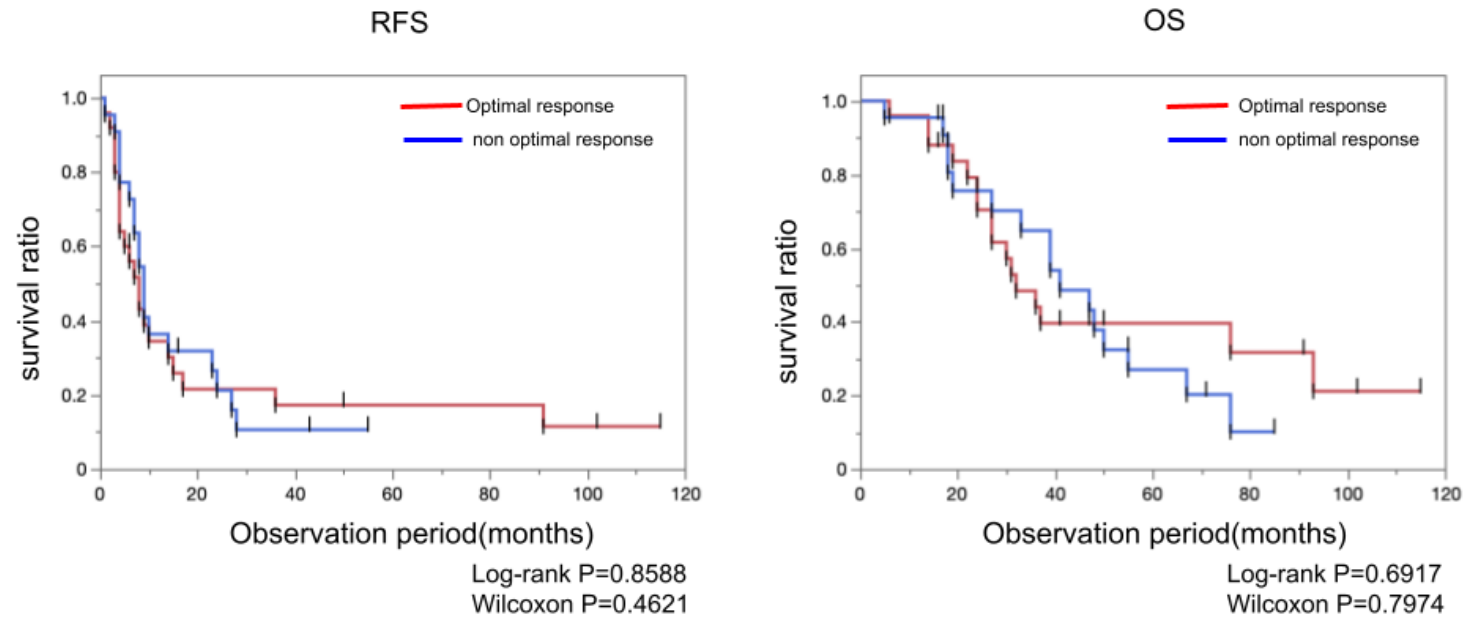 RFS
Optimal response
non optimal response
1.0
0.8
0.6
0.4
0.2
0
0 20 40 60 80 100 120
survival ratio
Observation period(months)
Log-rank P=0.8588
Wilcoxon P=0.4621
OS
Optimal response
non optimal response
1.0
0.8
0.6
0.4
0.2
0
0 20 40 60 80 100 120
survival ratio
Observation period(months)
Log-rank P=0.6917
Wilcoxon P=0.7974